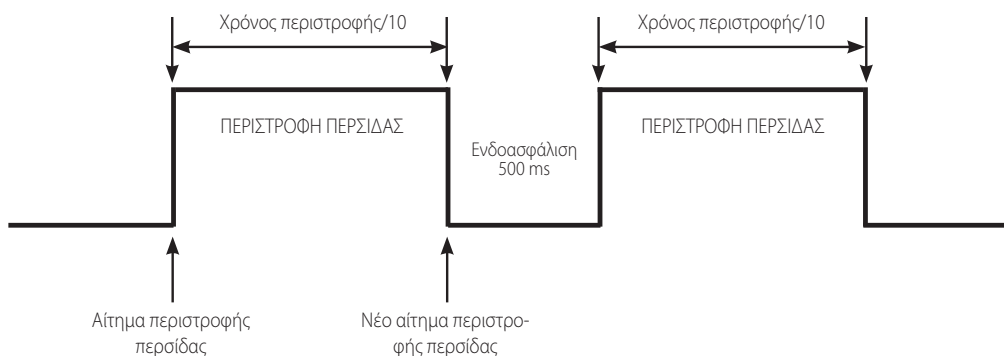 Χρόνος περιστροφής/10
Χρόνος περιστροφής/10
ΠΕΡΙΣΤΡΟΦΗ ΠΕΡΣΙΔΑΣ
ΠΕΡΙΣΤΡΟΦΗ ΠΕΡΣΙΔΑΣ
Ενδοασφάλιση
500 ms
Αίτημα περιστροφής
περσίδας
Νέο αίτημα περιστρο-
φής περσίδας